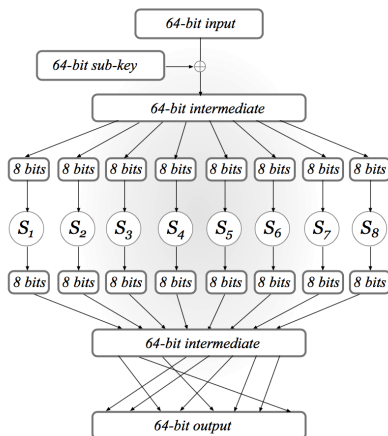 64-bit input
64-bit sub-key
64-bit intermediate
8 bits 8 bits 8 bits 8 bits 8 bits 8 bits 8 bits 8 bits
S1 S2 S3 S4 S5 S6 S7 S8
8 bits 8 bits 8 bits 8 bits 8 bits 8 bits 8 bits 8 bits
64-bit intermediate
64-bit output